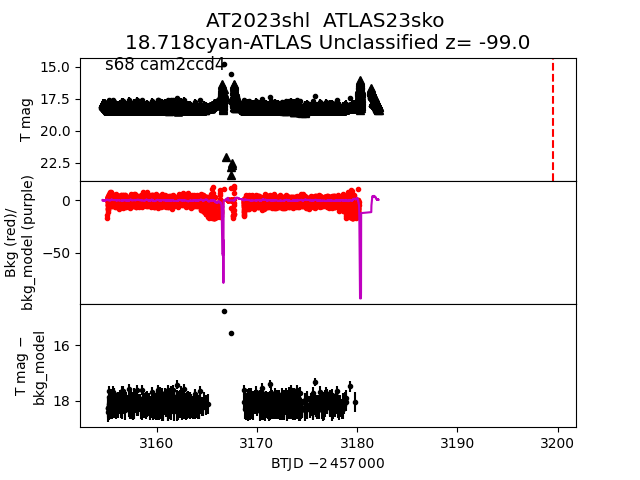 AT2023shl  ATLAS23sko
18.718cyan-ATLAS Unclassified z= -99.0
s68 cam2ccd4
15.0
17.5
20.0
22.5
T mag
0
−50
Bkg (red)/
bkg_model (purple)
16
18
T mag −
bkg_model
3160
3170
3180
3190
3200
BTJD −2 457 000